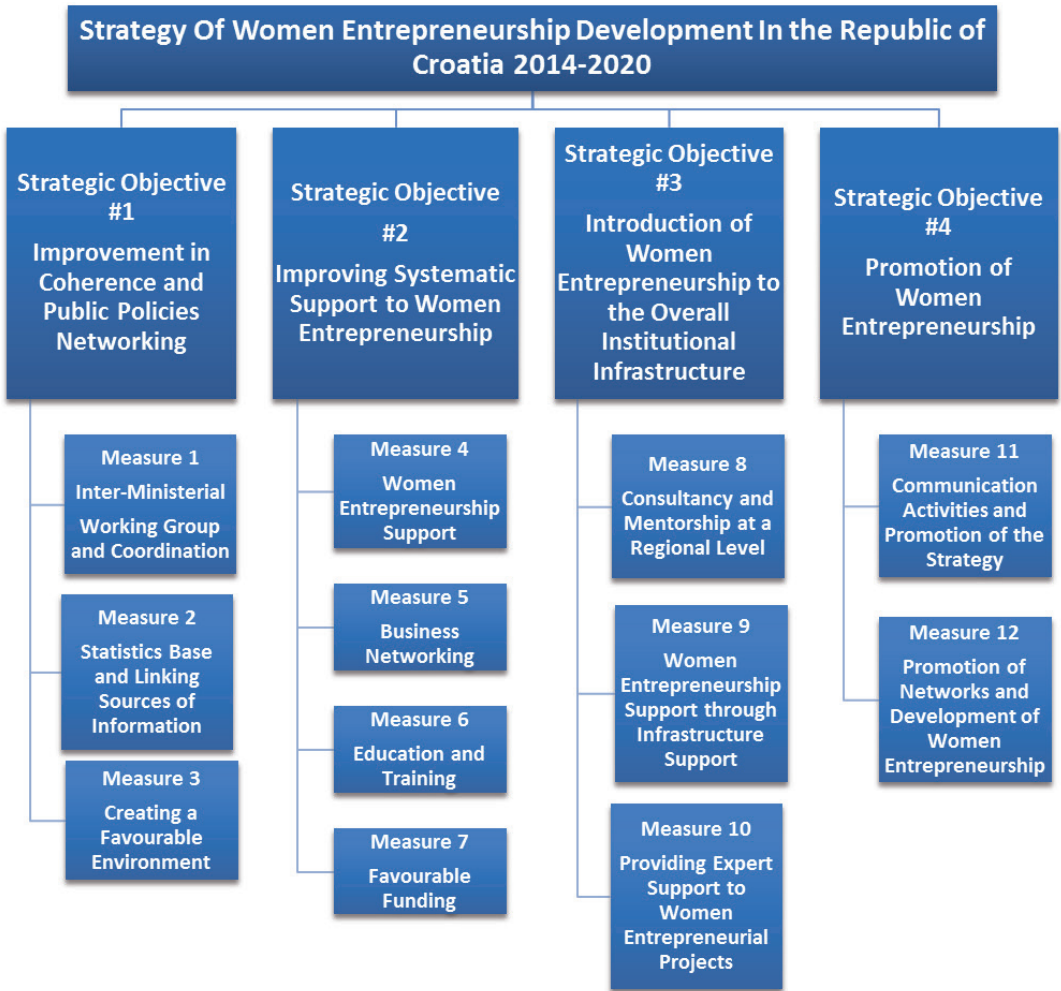 Strategy Of Women Entrepreneurship Development In the Republic of
Croatia 2014-2020
Strategic Objective
#1
Improvement in
Coherence and
Public Policies
Networking
Measure 1
Inter-Ministerial
Working Group
and Coordination
Measure 2
Statistics Base
and Linking
Sources of
Information
Measure 3
Creating a
Favourable
Environment
Strategic Objective
#2
Improving Systematic
Support to Women
Entrepreneurship
Measure 4
Women
Entrepreneurship
Support
Measure 5
Business
Networking
Measure 6
Education and
Training
Measure 7
Favourable
Funding
Strategic Objective
#3
Introduction of
Women
Entrepreneurship to
the Overall
Institutional
Infrastructure
Measure 8
Consultancy and
Mentorship at a
Regional Level
Measure 9
Women
Entrepreneurship
Support through
Infrastructure
Support
Measure 10
Providing Expert
Support to
Women
Entrepreneurial
Projects
Strategic Objective
#4
Promotion of
Women
Entrepreneurship
Measure 11
Communication
Activities and
Promotion of the
Strategy
Measure 12
Promotion of
Networks and
Development of
Women
Entrepreneurship